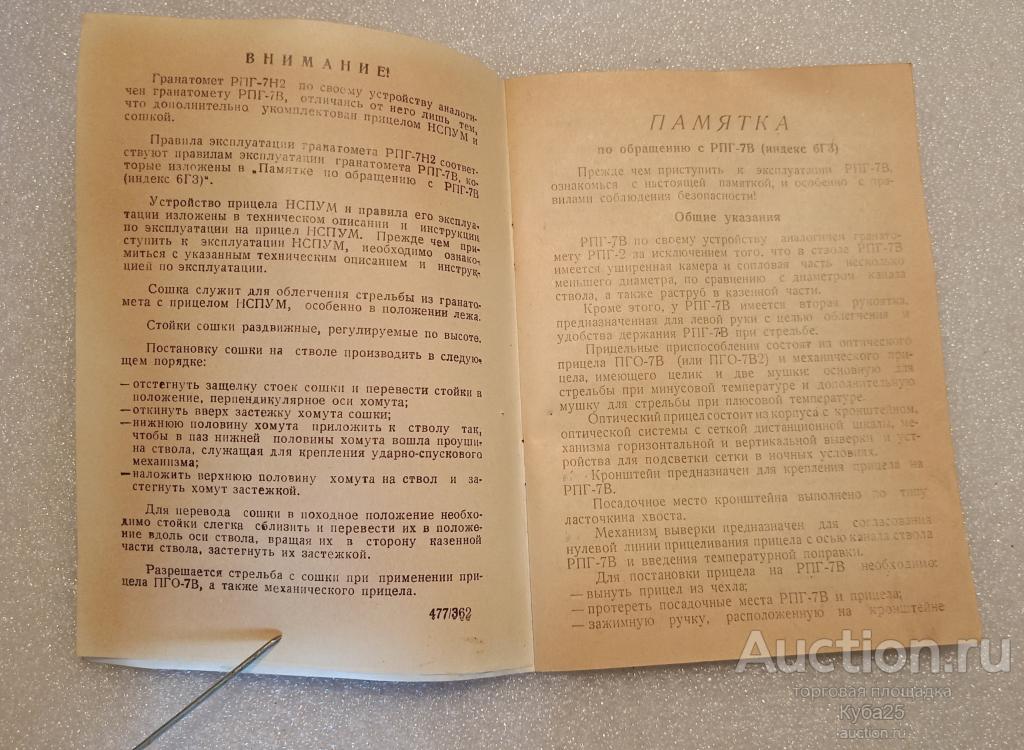 ВНИМАНИЕ!
Гранатомет РПГ-7Н2 по своему устройству аналоги-
чен гранатомету РПГ-7В, отличаясь от него лишь тем,
что дополнительно укомплектован прицелом НСПУМ и
сошкой.
Правила эксплуатации гранатомета РПГ-7Н2 соответ-
ствуют правилам эксплуатации гранатомета РПГ-7В, ко-
торые изложены в „Памятке по обращению с РПГ-7В
(индекс 6Г3)".
Устройство прицела НСПУМ и правила его эксплуа-
тации изложены в техническом описании и инструкции
по эксплуатации на прицел НСПУМ. Прежде чем при-
ступить к эксплуатации НСПУМ, необходимо ознако-
миться с указанным техническим описанием и инструк-
цией по эксплуатации.
Сошка служит для облегчения стрельбы из гранато-
мета с прицелом НСПУМ, особенно в положении лежа.
Стойки сошки раздвижные, регулируемые по высоте.
Постановку сошки на стволе производить в следую-
щем порядке:
— отстегнуть защелку стоек сошки и перевести стойки в
положение, перпендикулярное оси хомута;
— откинуть вверх застежку хомута сошки;
— нижнюю половину хомута приложить к стволу так,
чтобы в паз нижней половины хомута вошла проуши-
на ствола, служащая для крепления ударно-спускового
механизма;
— наложить верхнюю половину хомута на ствол и за-
стегнуть хомут застежкой.
Для перевода сошки в походное положение необхо-
димо стойки слегка сблизить и перевести их в положе-
ние вдоль оси ствола, вращая их в сторону казенной
части ствола, застегнуть их застежкой.
Разрешается стрельба с сошки при применении при-
цела ПГО-7В, а также механического прицела.
477/362
ПАМЯТКА
по обращению с РПГ-7В (индекс 6Г3)
Прежде чем приступить к эксплуатации РПГ-7В,
ознакомься с настоящей памяткой, и особенно с пра-
вилами соблюдения безопасности!
Общие указания
РПГ-7В по своему устройству аналогичен гранато-
мету РПГ-2 за исключением того, что в стволе РПГ-7В
имеется уширенная камера и сопловая часть несколько
меньшего диаметра, по сравнению с диаметром канала
ствола, а также раструб в казенной части.
Кроме этого, у РПГ-7В имеется вторая рукоятка,
предназначенная для левой руки с целью облегчения и
удобства держания РПГ-7В при стрельбе.
Прицельные приспособления состоят из оптического
прицела ПГО-7В (или ПГО-7В2) и механического при-
цела, имеющего целик и две мушки: основную для
стрельбы при минусовой температуре и дополнительную
мушку для стрельбы при плюсовой температуре.
Оптический прицел состоит из корпуса с кронштейном,
оптической системы с сеткой дистанционной шкалы, ме-
ханизма горизонтальной и вертикальной выверки и уст-
ройства для подсветки сетки в ночных условиях.
Кронштейн предназначен для крепления прицела на
РПГ-7В.
Посадочное место кронштейна выполнено по типу
ласточкина хвоста.
Механизм выверки предназначен для согласования
нулевой линии прицеливания прицела с осью канала ствола
РПГ-7В и введения температурной поправки.
Для постановки прицела на РПГ-7В необходимо:
— вынуть прицел из чехла;
— протереть посадочные места РПГ-7В и прицела;
— зажимную ручку, расположенную на кронштейне
Auction.ru
торговая площадка
Куба25
auction.ru